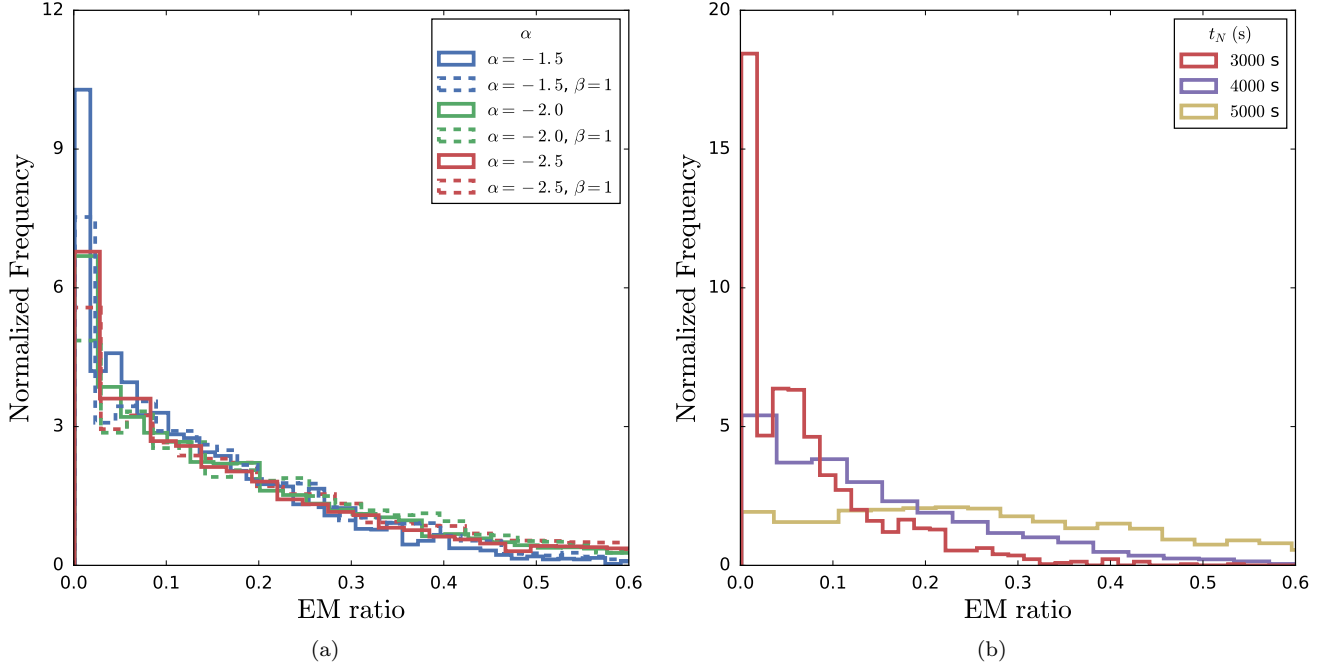 12
9
6
3
0
0.0 0.1 0.2 0.3 0.4 0.5 0.6
Normalized Frequency
EM ratio
α
α = −1.5
α = −1.5, β = 1
α = −2.0
α = −2.0, β = 1
α = −2.5
α = −2.5, β = 1
(a)
20
15
10
5
0
0.0 0.1 0.2 0.3 0.4 0.5 0.6
Normalized Frequency
EM ratio
t_N (s)
3000 s
4000 s
5000 s
(b)